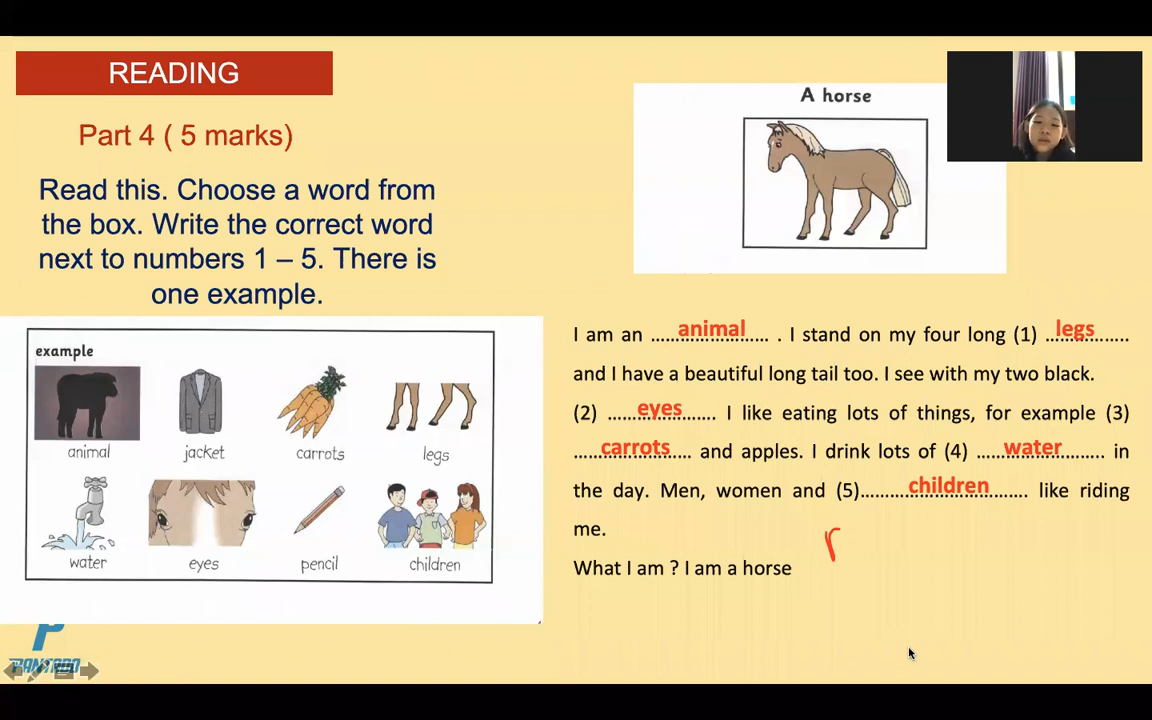 READING
Part 4 ( 5 marks)
Read this. Choose a word from
the box. Write the correct word
next to numbers 1 – 5. There is
one example.
example
animal
jacket
carrots
legs
water
eyes
pencil
children
A horse
I am an ......animal...... . I stand on my four long (1) ...legs......
and I have a beautiful long tail too. I see with my two black.
(2) ......eyes...... I like eating lots of things, for example (3)
......carrots...... and apples. I drink lots of (4) ......water...... in
the day. Men, women and (5)......children...... like riding
me.
What I am ? I am a horse